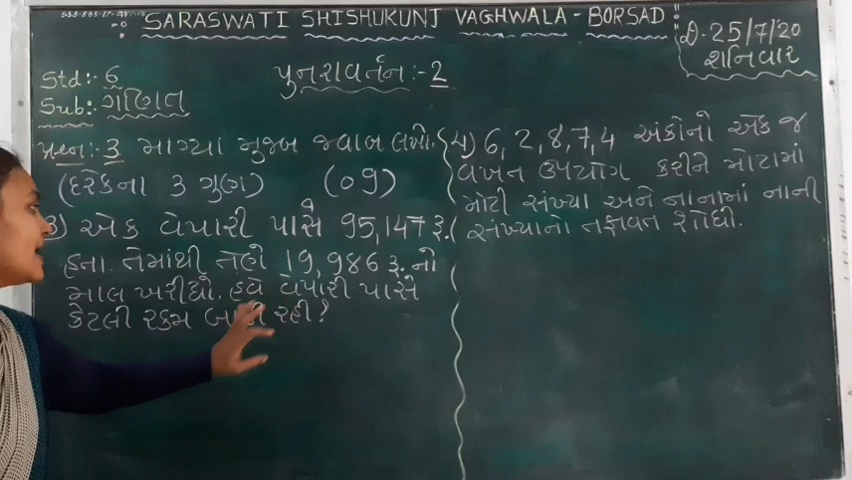 SARASWATI SHISHUKUNJ VAGHWALA - BORSAD
D. 25/7/20
શનિવાર
Std:- 6
પુનરાવર્તન :- 2
Sub:- ગણિત
પ્રશ્ન :- 3 માગ્યા મુજબ જવાબ લખો.
(દરેકના 3 ગુણ) (09)
3) એક વેપારી પાસે 95,147 રૂ.
હતા. તેમાંથી તેણે 19,986 રૂ. નો
માલ ખરીદ્યો. હવે વેપારી પાસે
કેટલી રકમ બાકી રહી?
4) 6, 2, 8, 7, 4 અંકોનો એક જ
વખત ઉપયોગ કરીને મોટામાં
મોટી સંખ્યા અને નાનામાં નાની
સંખ્યાનો તફાવત શોધો.